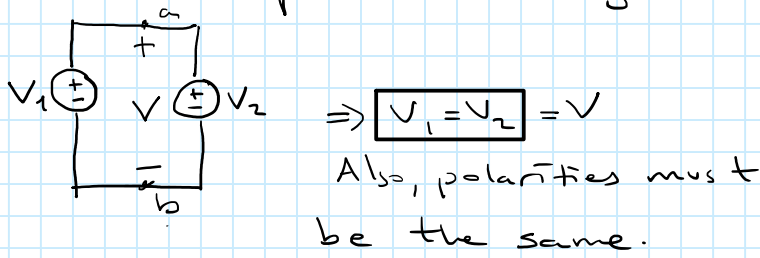 a
+
V₁ + − V + − V₂
⇒ V₁ = V₂ = V
−
Also, polarities must
b
be the same.